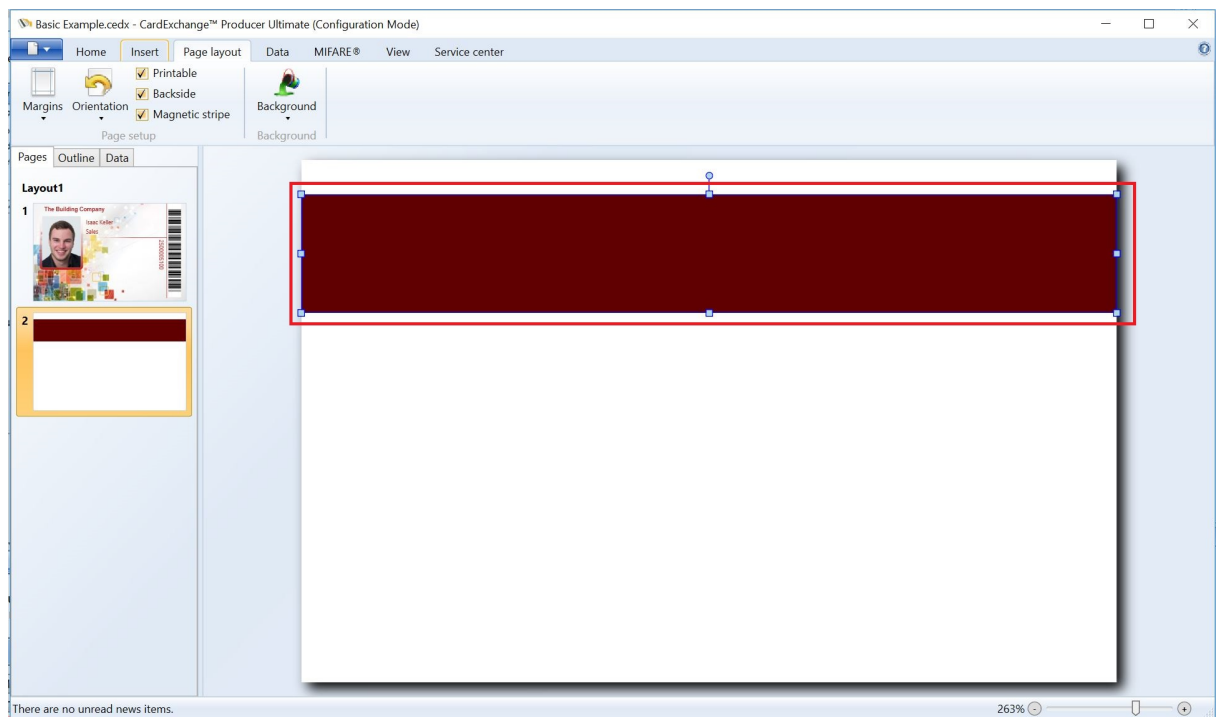 Basic Example.cedx - CardExchange™ Producer Ultimate (Configuration Mode)
Home Insert Page layout Data MIFARE® View Service center
Margins Orientation
Printable
Backside
Magnetic stripe
Background
Page setup Background
Pages Outline Data
Layout1
1
The Building Company
Isaac Keller
Sales
2500005100
2
There are no unread news items. 263%